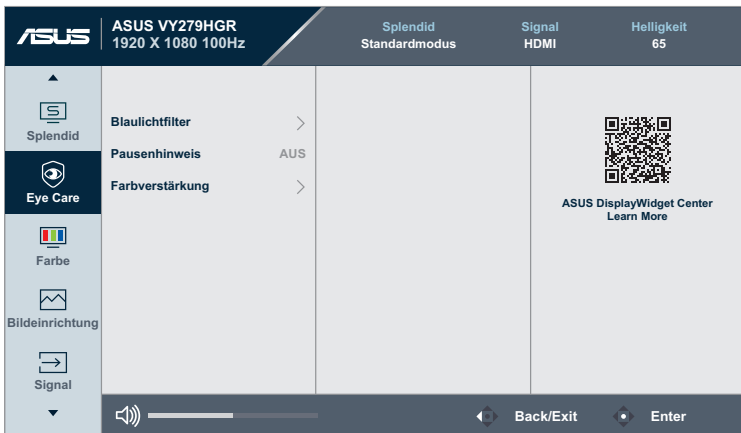 ASUS
ASUS VY279HGR
1920 X 1080 100Hz
Splendid
Standardmodus
Signal
HDMI
Helligkeit
65
Splendid
Eye Care
Farbe
Bildeinrichtung
Signal
Blaulichtfilter
Pausenhinweis AUS
Farbverstärkung
ASUS DisplayWidget Center
Learn More
Back/Exit
Enter